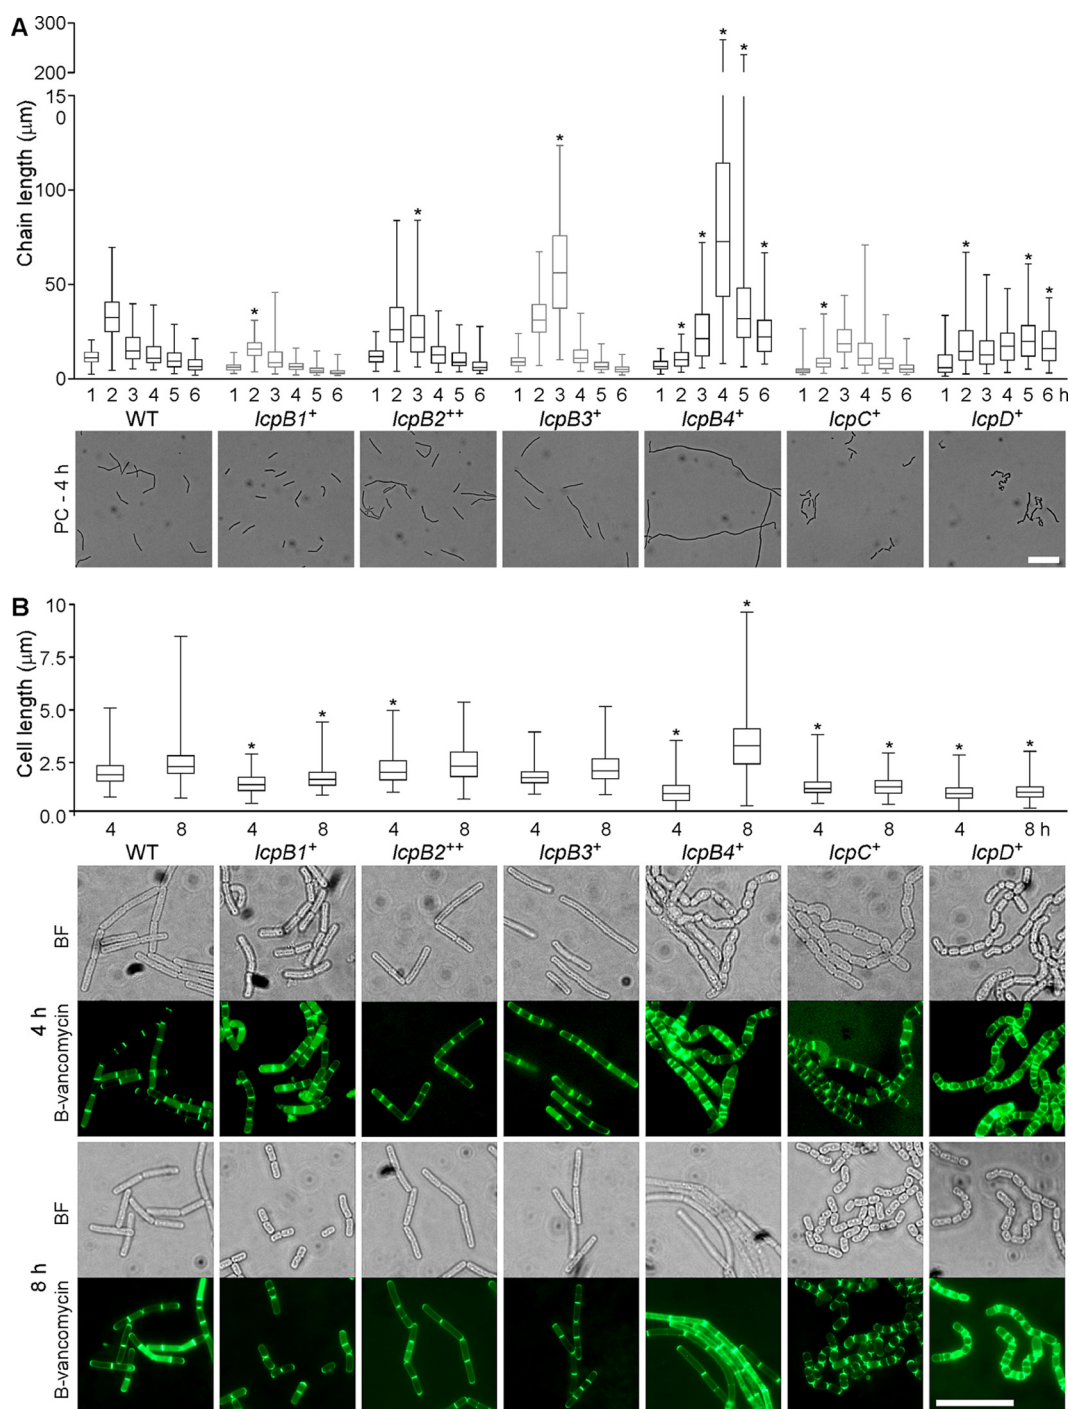 A
Chain length (µm)
300
200
15
0
100
50
0
* * * * * * * * * * * *
1 2 3 4 5 6 1 2 3 4 5 6 1 2 3 4 5 6 1 2 3 4 5 6 1 2 3 4 5 6 1 2 3 4 5 6 1 2 3 4 5 6 h
WT lcpB1+ lcpB2++ lcpB3+ lcpB4+ lcpC+ lcpD+
PC - 4 h
B
Cell length (µm)
10
7.5
5.0
2.5
0.0
* * * * * * * * *
4 8 4 8 4 8 4 8 4 8 4 8 4 8 h
WT lcpB1+ lcpB2++ lcpB3+ lcpB4+ lcpC+ lcpD+
4 h
BF
B-vancomycin
8 h
BF
B-vancomycin